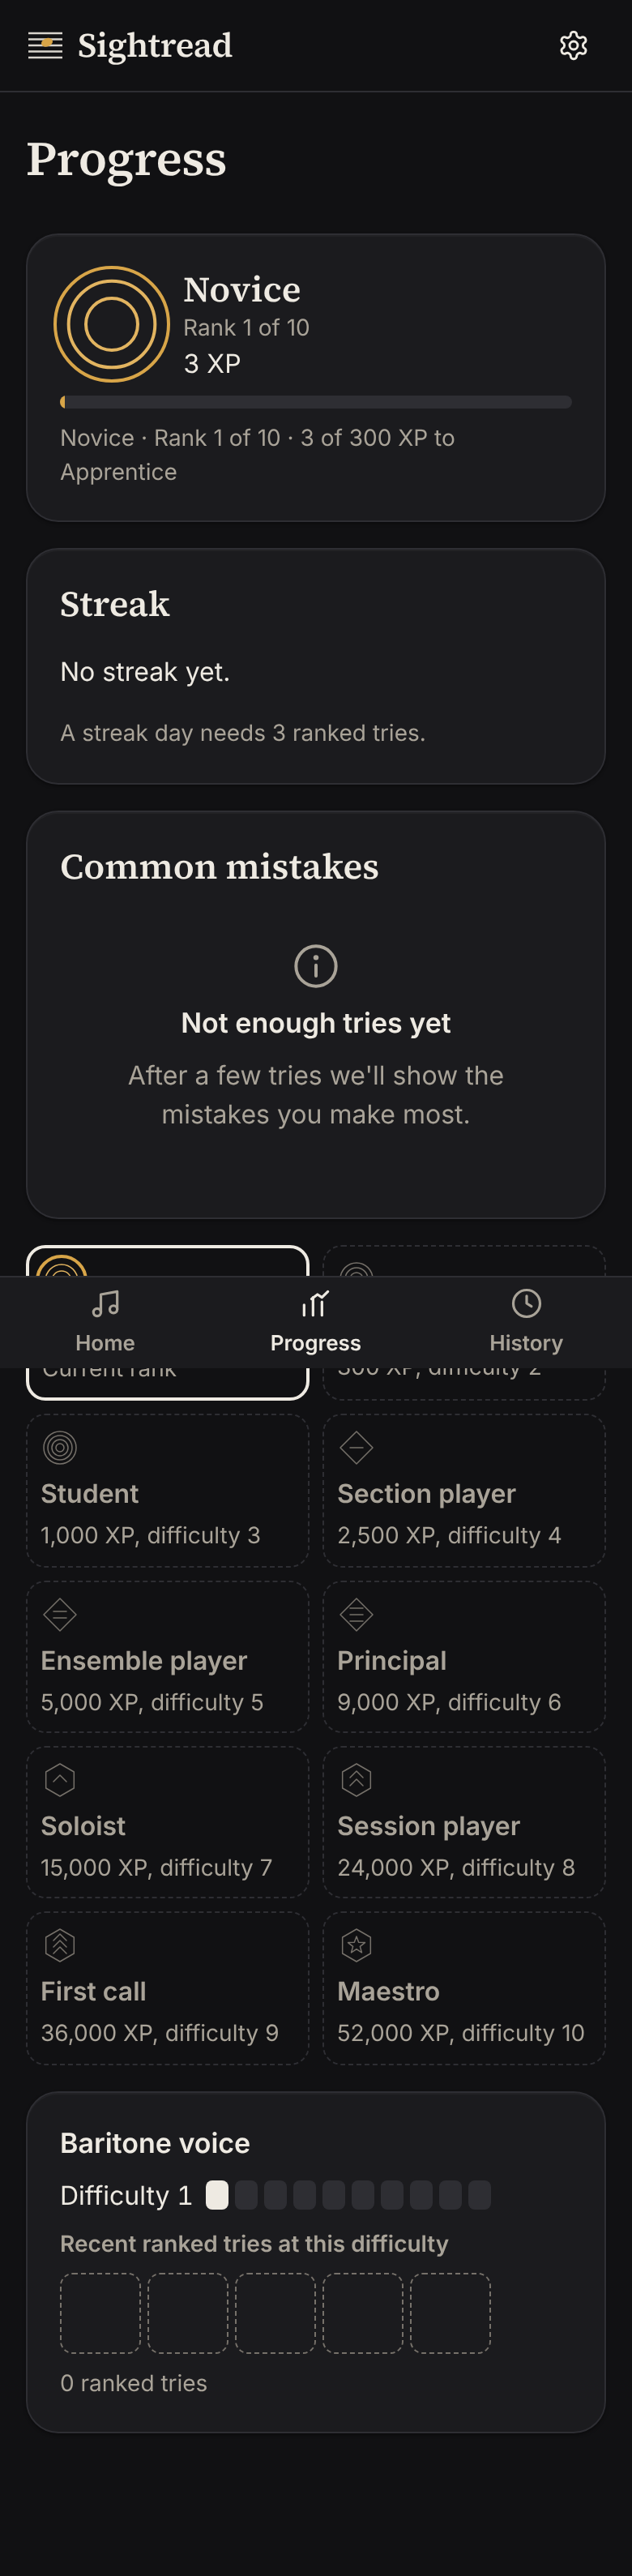 Sightread
Progress
Novice
Rank 1 of 10
3 XP
Novice · Rank 1 of 10 · 3 of 300 XP to
Apprentice
Streak
No streak yet.
A streak day needs 3 ranked tries.
Common mistakes
Not enough tries yet
After a few tries we'll show the
mistakes you make most.
Home
Progress
History
Current rank
300 XP, difficulty 2
Student
1,000 XP, difficulty 3
Section player
2,500 XP, difficulty 4
Ensemble player
5,000 XP, difficulty 5
Principal
9,000 XP, difficulty 6
Soloist
15,000 XP, difficulty 7
Session player
24,000 XP, difficulty 8
First call
36,000 XP, difficulty 9
Maestro
52,000 XP, difficulty 10
Baritone voice
Difficulty 1
Recent ranked tries at this difficulty
0 ranked tries